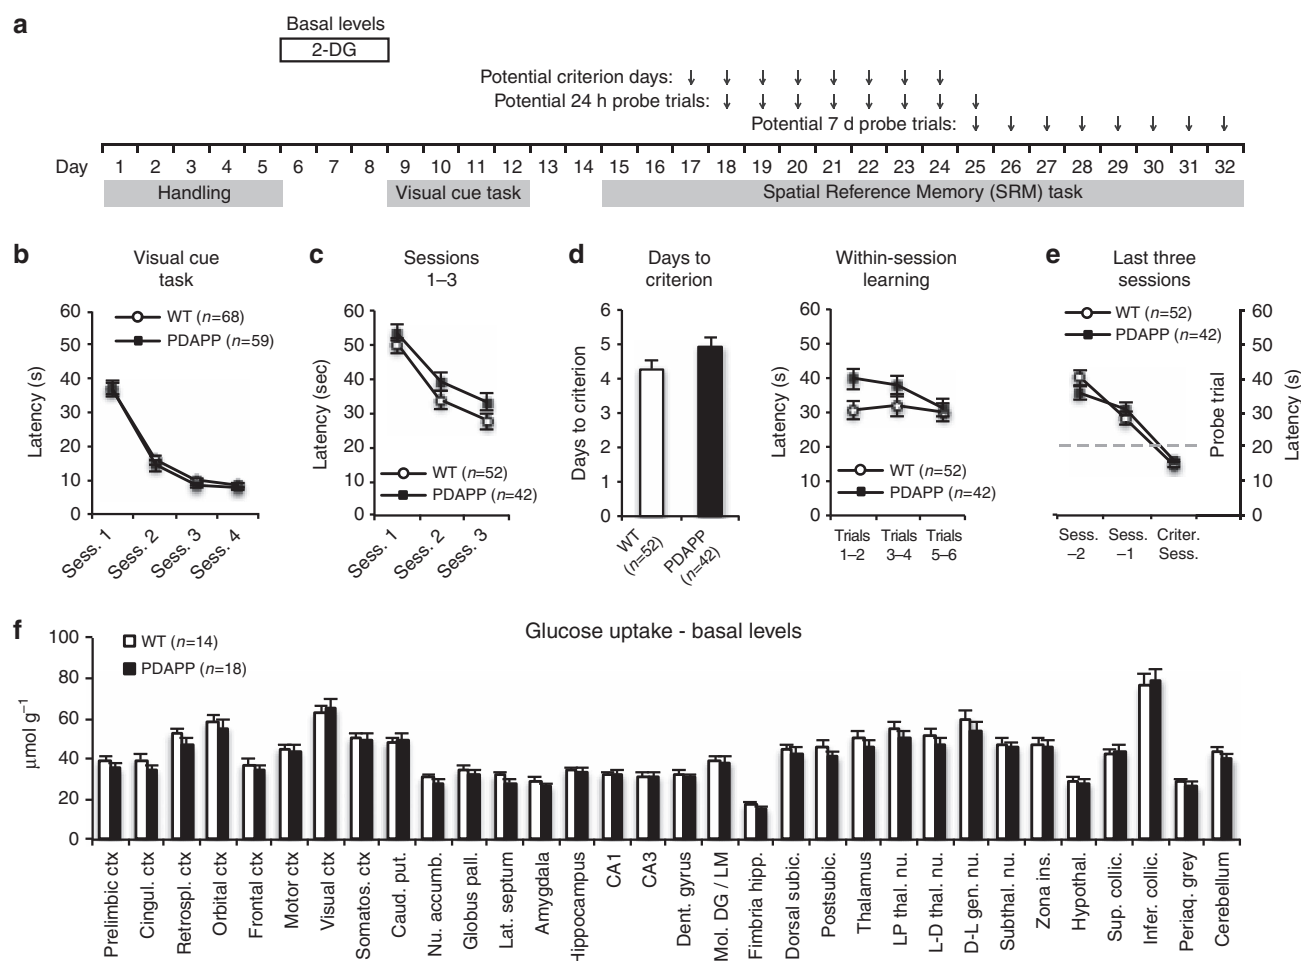 a
Basal levels
2-DG
Potential criterion days:
Potential 24 h probe trials:
Potential 7 d probe trials:
Day 1 2 3 4 5 6 7 8 9 10 11 12 13 14 15 16 17 18 19 20 21 22 23 24 25 26 27 28 29 30 31 32
Handling Visual cue task Spatial Reference Memory (SRM) task
b
Visual cue
task
WT (n=68)
PDAPP (n=59)
Latency (s)
60
50
40
30
20
10
0
Sess. 1
Sess. 2
Sess. 3
Sess. 4
c
Sessions
1–3
Latency (sec)
60
50
40
30
20
10
0
WT (n=52)
PDAPP (n=42)
Sess. 1
Sess. 2
Sess. 3
d
Days to
criterion
Days to criterion
6
5
4
3
2
1
0
WT
(n=52)
PDAPP
(n=42)
Within-session
learning
Latency (s)
60
50
40
30
20
10
0
WT (n=52)
PDAPP (n=42)
Trials
1–2
Trials
3–4
Trials
5–6
e
Last three
sessions
WT (n=52)
PDAPP (n=42)
Probe trial
Latency (s)
60
50
40
30
20
10
0
Sess.
–2
Sess.
–1
Criter.
Sess.
f
Glucose uptake - basal levels
WT (n=14)
PDAPP (n=18)
μmol g–1
100
80
60
40
20
0
Prelimbic ctx
Cingul. ctx
Retrospl. ctx
Orbital ctx
Frontal ctx
Motor ctx
Visual ctx
Somatos. ctx
Caud. put.
Nu. accumb.
Globus pall.
Lat. septum
Amygdala
Hippocampus
CA1
CA3
Dent. gyrus
Mol. DG / LM
Fimbria hipp.
Dorsal subic.
Postsubic.
Thalamus
LP thal. nu.
L-D thal. nu.
D-L gen. nu.
Subthal. nu.
Zona ins.
Hypothal.
Sup. collic.
Infer. collic.
Periaq. grey
Cerebellum